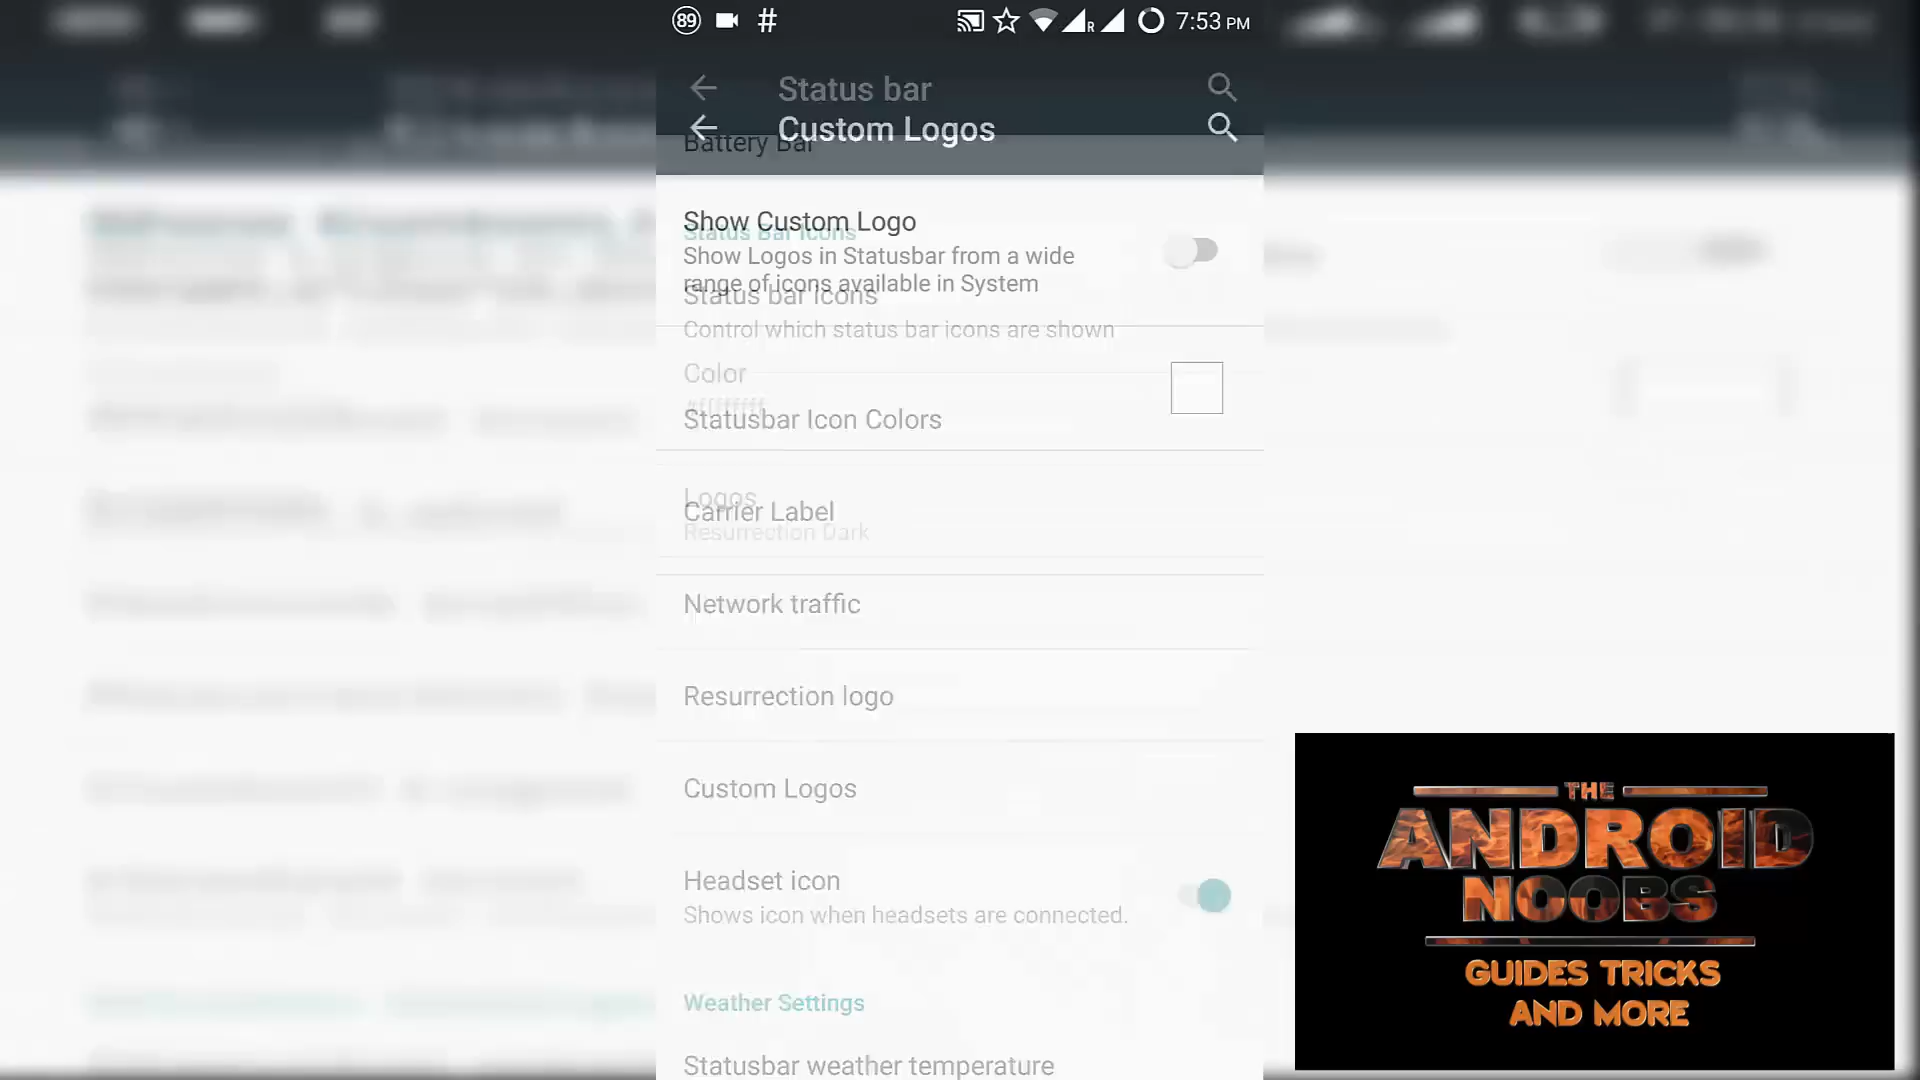 89 # R 7:53 PM
Status bar
Custom Logos
Battery Bar
Show Custom Logo
Status Bar Icons
Show Logos in Statusbar from a wide
range of icons available in System
Status bar icons
Control which status bar icons are shown
Color
#ffffffff
Statusbar Icon Colors
Logos
Carrier Label
Resurrection Dark
Network traffic
Resurrection logo
Custom Logos
Headset icon
Shows icon when headsets are connected.
Weather Settings
Statusbar weather temperature
THE
ANDROID
NOOBS
GUIDES TRICKS
AND MORE